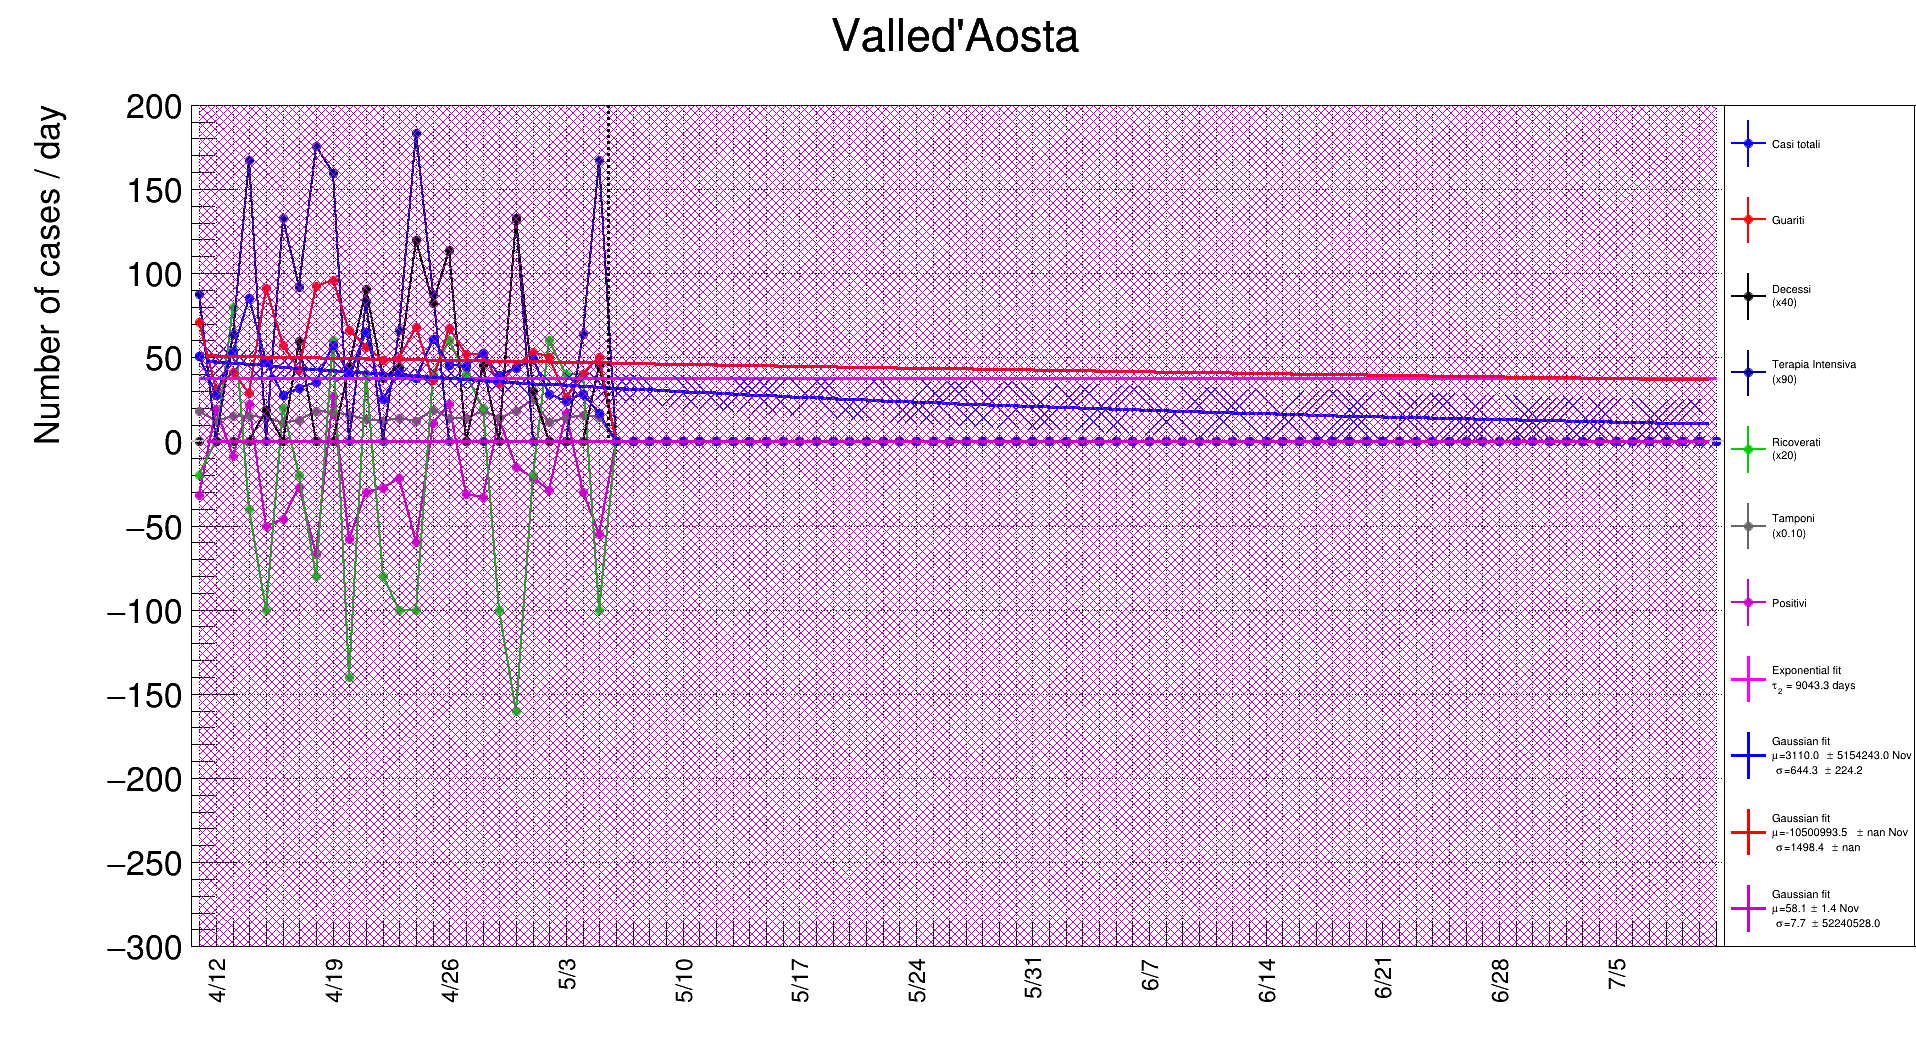 Valled'Aosta
Number of cases / day
200
150
100
50
0
−50
−100
−150
−200
−250
−300
4/12
4/19
4/26
5/3
5/10
5/17
5/24
5/31
6/7
6/14
6/21
6/28
7/5
Casi totali
Guariti
Decessi
(x40)
Terapia Intensiva
(x90)
Ricoverati
(x20)
Tamponi
(x0.10)
Positivi
Exponential fit
τ2 = 9043.3 days
Gaussian fit
μ=3110.0 ± 5154243.0 Nov
σ=644.3 ± 224.2
Gaussian fit
μ=-10500993.5 ± nan Nov
σ=1498.4 ± nan
Gaussian fit
μ=58.1 ± 1.4 Nov
σ=7.7 ± 52240528.0